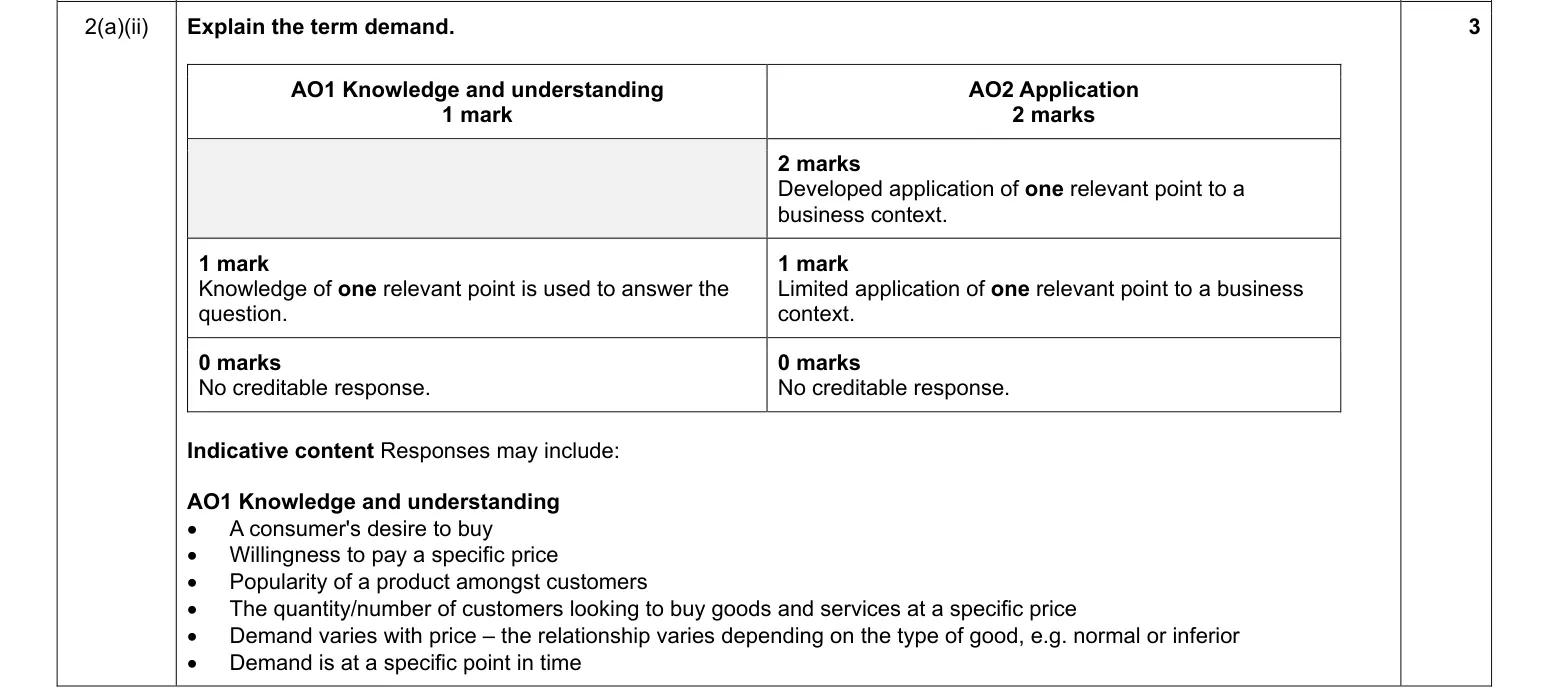 2(a)(ii) Explain the term demand. 3
AO1 Knowledge and understanding
1 mark
AO2 Application
2 marks
2 marks
Developed application of one relevant point to a
business context.
1 mark
Knowledge of one relevant point is used to answer the
question.
1 mark
Limited application of one relevant point to a business
context.
0 marks
No creditable response.
0 marks
No creditable response.
Indicative content Responses may include:
AO1 Knowledge and understanding
• A consumer's desire to buy
• Willingness to pay a specific price
• Popularity of a product amongst customers
• The quantity/number of customers looking to buy goods and services at a specific price
• Demand varies with price – the relationship varies depending on the type of good, e.g. normal or inferior
• Demand is at a specific point in time